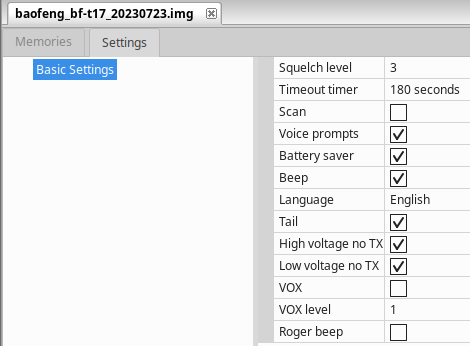 baofeng_bf-t17_20230723.img
Memories Settings
Basic Settings
Squelch level 3
Timeout timer 180 seconds
Scan
Voice prompts
Battery saver
Beep
Language English
Tail
High voltage no TX
Low voltage no TX
VOX
VOX level 1
Roger beep